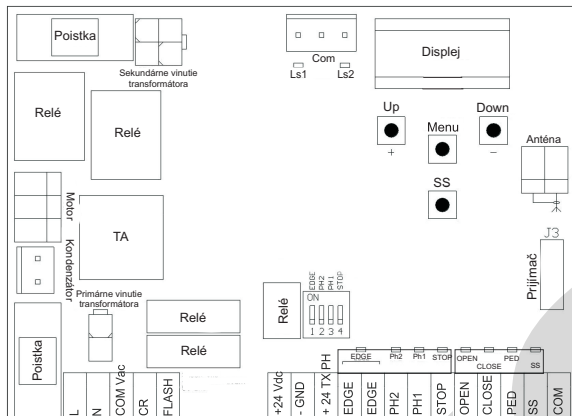 Poistka
Sekundárne vinutie
transformátora
Com
Ls1
Ls2
Displej
Relé
Relé
Up
+
Menu
Down
–
SS
Anténa
Motor
TA
Kondenzátor
J3
Prijímač
Primárne vinutie
transformátora
Relé
Relé
Relé
EDGE
PH2
PH1
STOP
ON
1 2 3 4
Poistka
EDGE
Ph2
Ph1
STOP
OPEN
CLOSE
PED
SS
L
N
COM Vac
CR
FLASH
+24 Vdc
- GND
+ 24 TX PH
EDGE
EDGE
PH2
PH1
STOP
OPEN
CLOSE
PED
SS
COM